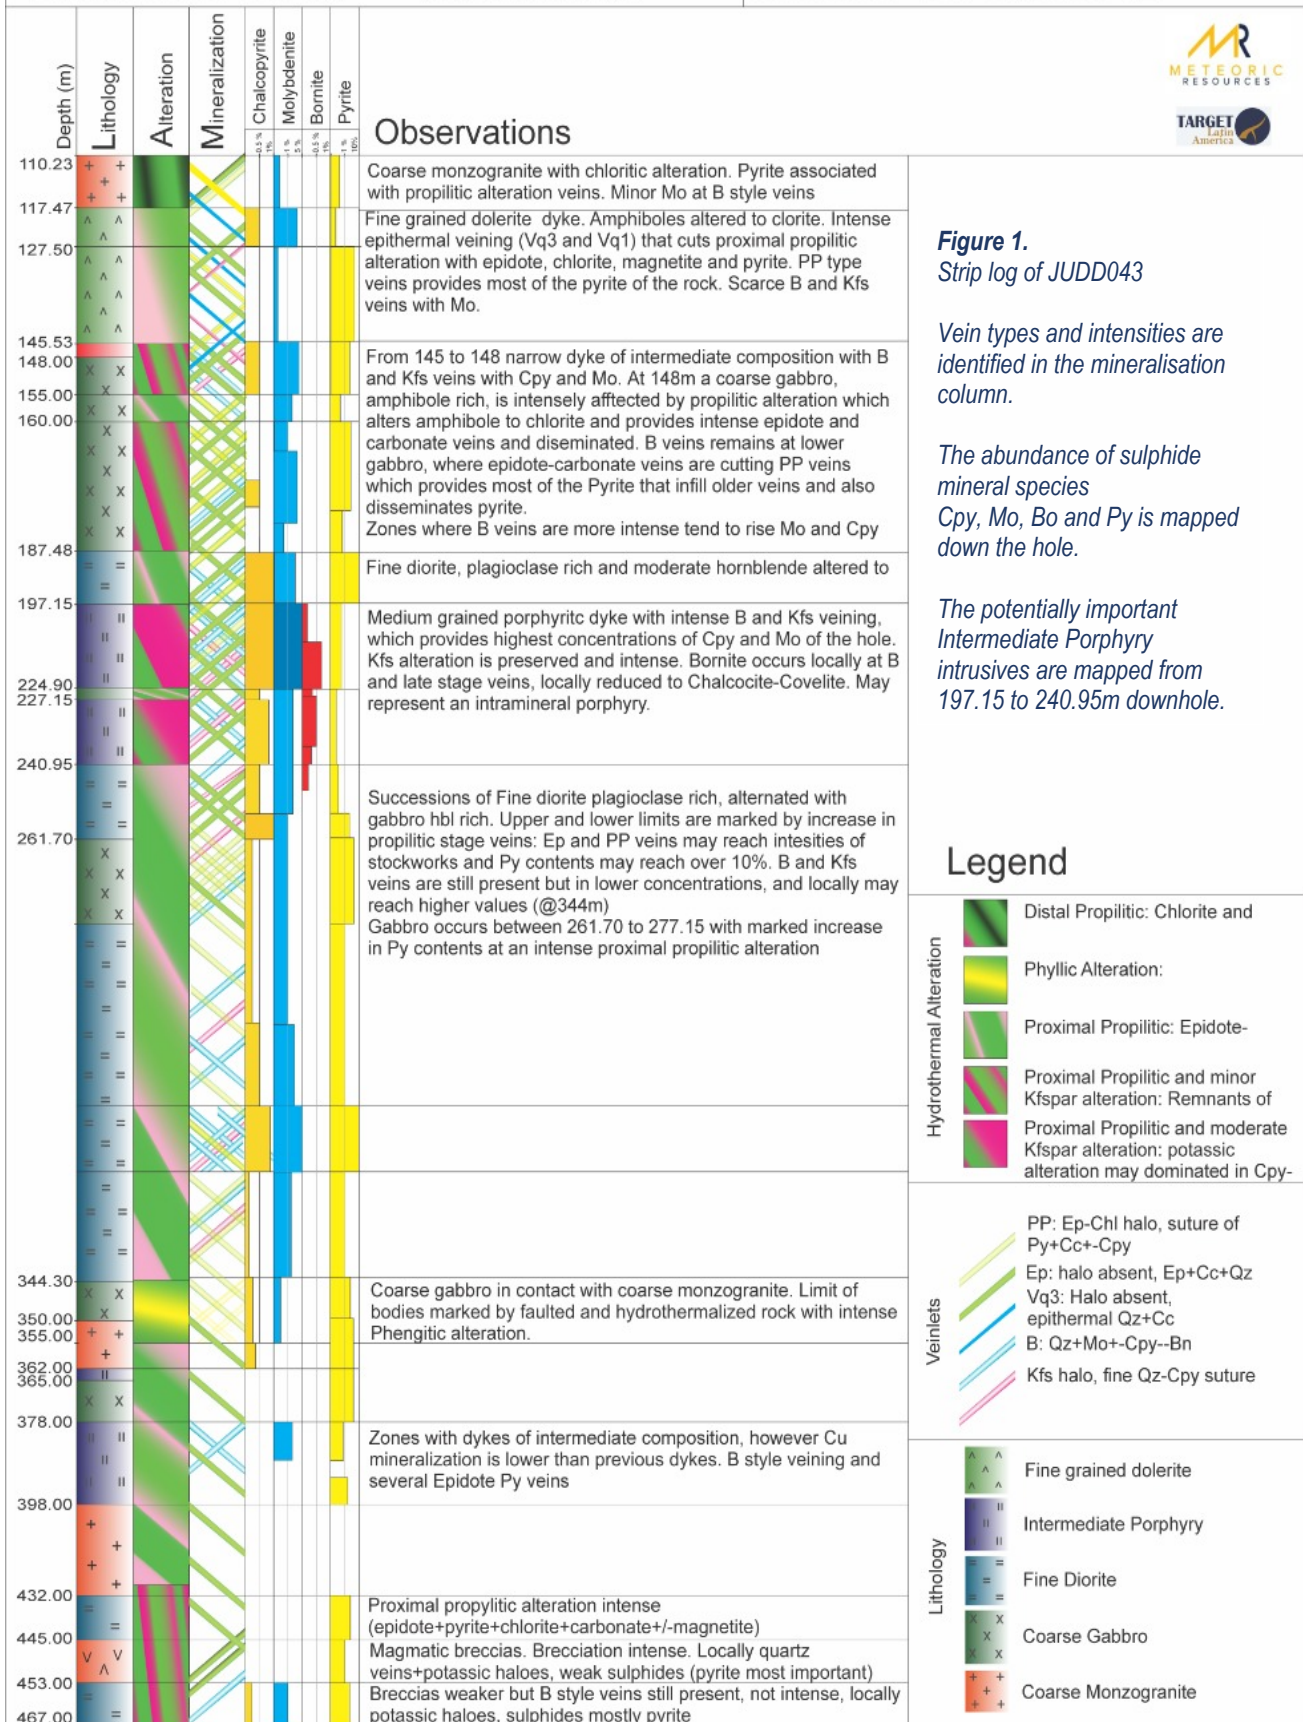 Depth (m)
Lithology
Alteration
Mineralization
Chalcopyrite
Molybdenite
Bornite
Pyrite
0.5 %
1%
1 %
5 %
0.5 %
1%
1 %
10%
Observations
METEORIC
RESOURCES
TARGET
Latin
America
110.23
117.47
127.50
145.53
148.00
155.00
160.00
187.48
197.15
224.90
227.15
240.95
261.70
344.30
350.00
355.00
362.00
365.00
378.00
398.00
432.00
445.00
453.00
467.00
Coarse monzogranite with chloritic alteration. Pyrite associated
with propilitic alteration veins. Minor Mo at B style veins
Fine grained dolerite dyke. Amphiboles altered to clorite. Intense
epithermal veining (Vq3 and Vq1) that cuts proximal propilitic
alteration with epidote, chlorite, magnetite and pyrite. PP type
veins provides most of the pyrite of the rock. Scarce B and Kfs
veins with Mo.
From 145 to 148 narrow dyke of intermediate composition with B
and Kfs veins with Cpy and Mo. At 148m a coarse gabbro,
amphibole rich, is intensely afftected by propilitic alteration which
alters amphibole to chlorite and provides intense epidote and
carbonate veins and diseminated. B veins remains at lower
gabbro, where epidote-carbonate veins are cutting PP veins
which provides most of the Pyrite that infill older veins and also
disseminates pyrite.
Zones where B veins are more intense tend to rise Mo and Cpy
Fine diorite, plagioclase rich and moderate hornblende altered to
Medium grained porphyritc dyke with intense B and Kfs veining,
which provides highest concentrations of Cpy and Mo of the hole.
Kfs alteration is preserved and intense. Bornite occurs locally at B
and late stage veins, locally reduced to Chalcocite-Covelite. May
represent an intramineral porphyry.
Successions of Fine diorite plagioclase rich, alternated with
gabbro hbl rich. Upper and lower limits are marked by increase in
propilitic stage veins: Ep and PP veins may reach intesities of
stockworks and Py contents may reach over 10%. B and Kfs
veins are still present but in lower concentrations, and locally may
reach higher values (@344m)
Gabbro occurs between 261.70 to 277.15 with marked increase
in Py contents at an intense proximal propilitic alteration
Coarse gabbro in contact with coarse monzogranite. Limit of
bodies marked by faulted and hydrothermalized rock with intense
Phengitic alteration.
Zones with dykes of intermediate composition, however Cu
mineralization is lower than previous dykes. B style veining and
several Epidote Py veins
Proximal propylitic alteration intense
(epidote+pyrite+chlorite+carbonate+/-magnetite)
Magmatic breccias. Brecciation intense. Locally quartz
veins+potassic haloes, weak sulphides (pyrite most important)
Breccias weaker but B style veins still present, not intense, locally
potassic haloes, sulphides mostly pyrite
Figure 1.
Strip log of JUDD043
Vein types and intensities are
identified in the mineralisation
column.
The abundance of sulphide
mineral species
Cpy, Mo, Bo and Py is mapped
down the hole.
The potentially important
Intermediate Porphyry
intrusives are mapped from
197.15 to 240.95m downhole.
Legend
Hydrothermal Alteration
Distal Propilitic: Chlorite and
Phyllic Alteration:
Proximal Propilitic: Epidote-
Proximal Propilitic and minor
Kfspar alteration: Remnants of
Proximal Propilitic and moderate
Kfspar alteration: potassic
alteration may dominated in Cpy-
Veinlets
PP: Ep-Chl halo, suture of
Py+Cc+-Cpy
Ep: halo absent, Ep+Cc+Qz
Vq3: Halo absent,
epithermal Qz+Cc
B: Qz+Mo+-Cpy--Bn
Kfs halo, fine Qz-Cpy suture
Lithology
Fine grained dolerite
Intermediate Porphyry
Fine Diorite
Coarse Gabbro
Coarse Monzogranite